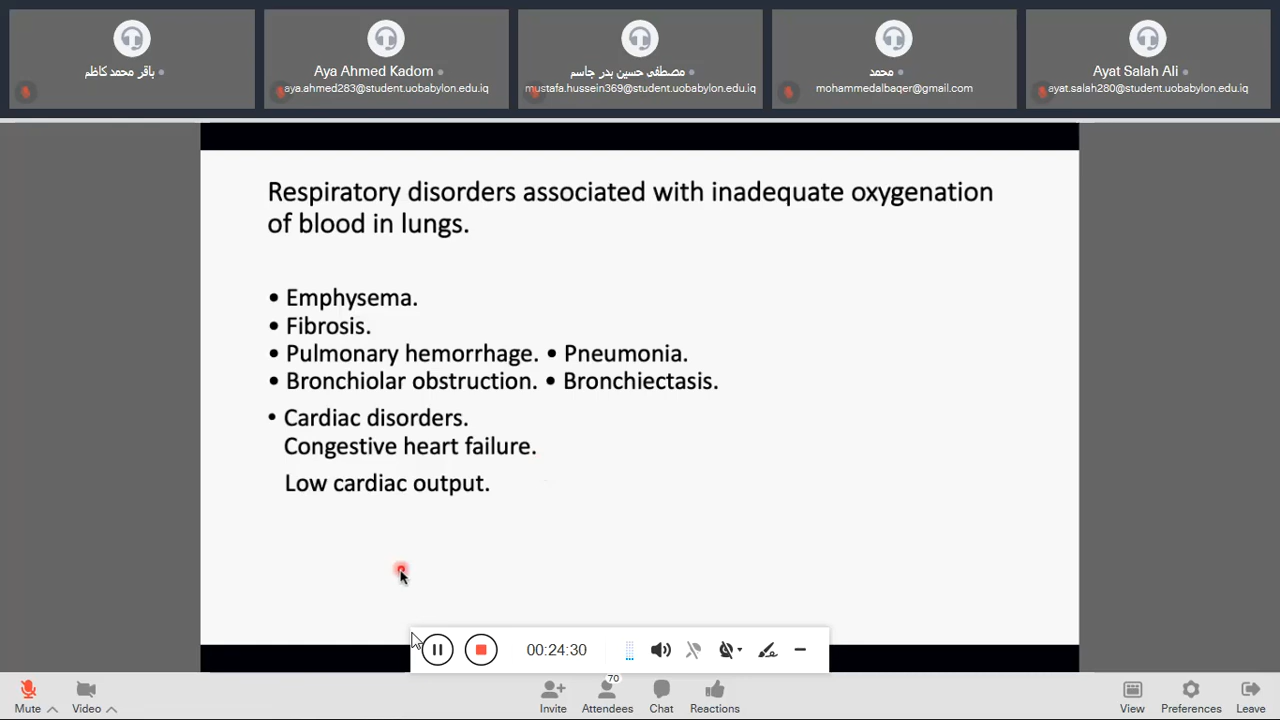 باقر محمد كاظم
Aya Ahmed Kadom
aya.ahmed283@student.uobabylon.edu.iq
مصطفى حسين بدر جاسم
mustafa.hussein369@student.uobabylon.edu.iq
محمد
mohammedalbaqer@gmail.com
Ayat Salah Ali
ayat.salah280@student.uobabylon.edu.iq
Respiratory disorders associated with inadequate oxygenation
of blood in lungs.
• Emphysema.
• Fibrosis.
• Pulmonary hemorrhage. • Pneumonia.
• Bronchiolar obstruction. • Bronchiectasis.
• Cardiac disorders.
Congestive heart failure.
Low cardiac output.
00:24:30
Mute
Video
Invite
70
Attendees
Chat
Reactions
View
Preferences
Leave